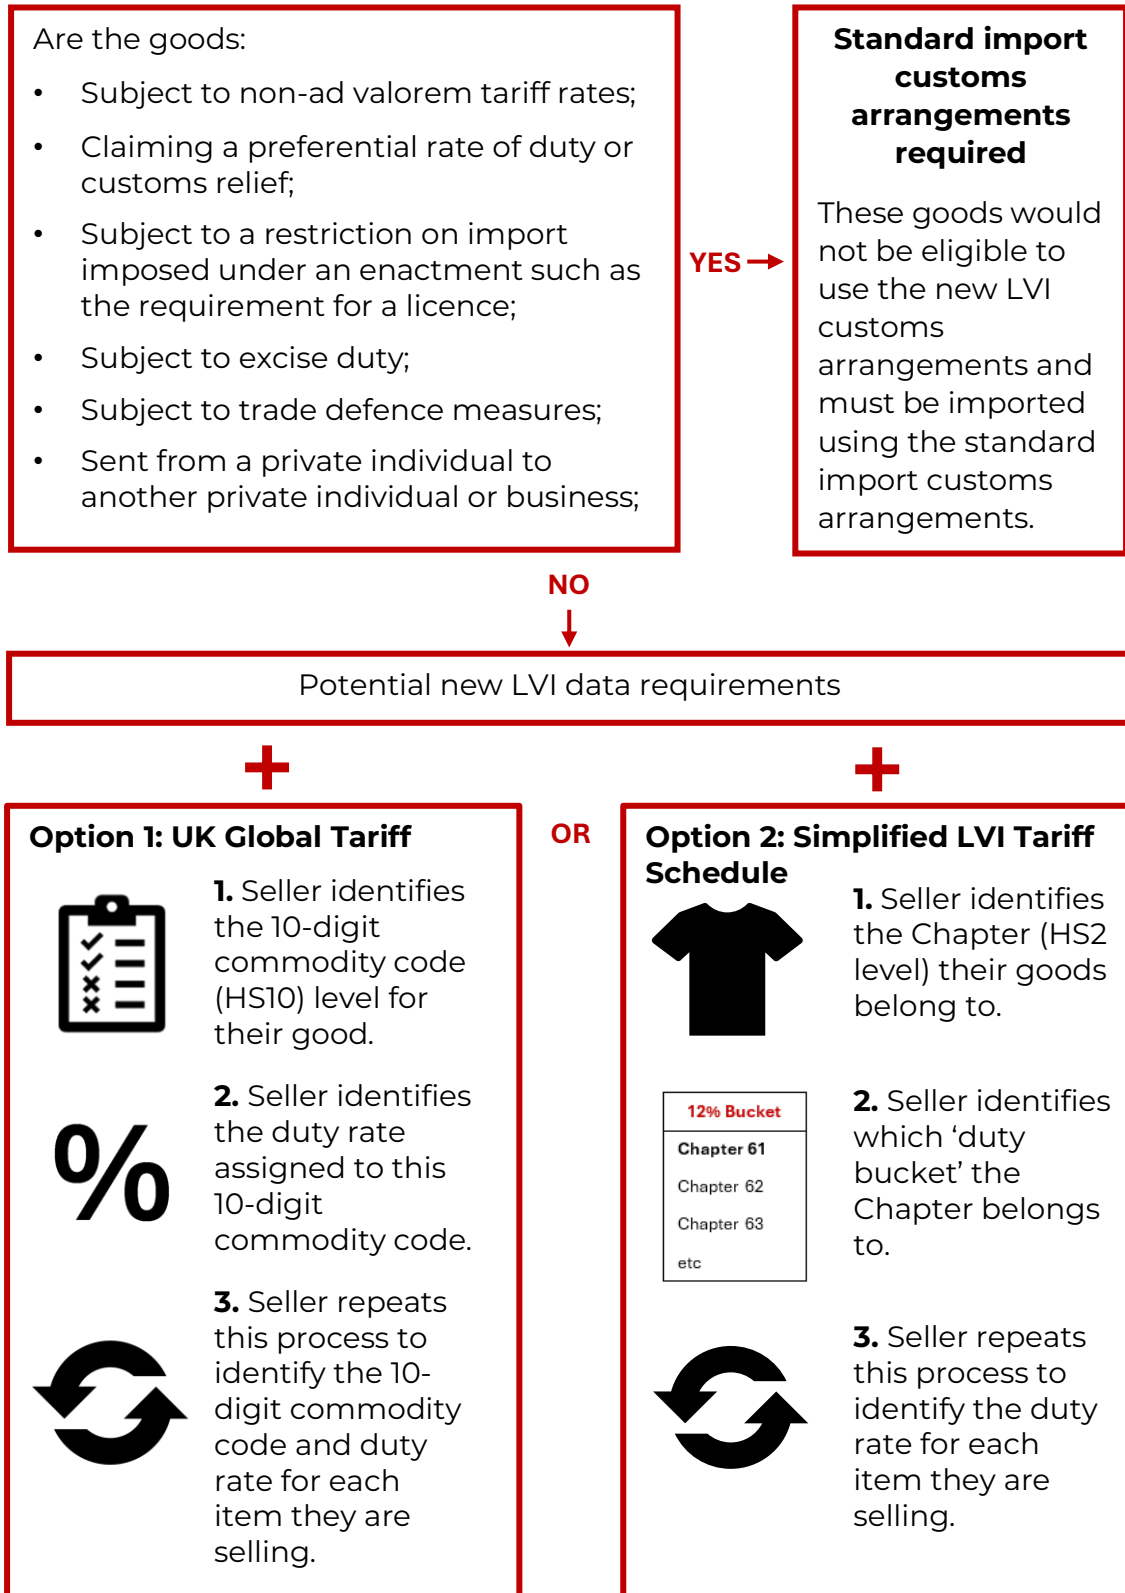 Are the goods:
• Subject to non-ad valorem tariff rates;
• Claiming a preferential rate of duty or
customs relief;
• Subject to a restriction on import
imposed under an enactment such as
the requirement for a licence;
• Subject to excise duty;
• Subject to trade defence measures;
• Sent from a private individual to
another private individual or business;
YES
Standard import
customs
arrangements
required
These goods would
not be eligible to
use the new LVI
customs
arrangements and
must be imported
using the standard
import customs
arrangements.
NO
Potential new LVI data requirements
+
+
Option 1: UK Global Tariff
1. Seller identifies
the 10-digit
commodity code
(HS10) level for
their good.
%
2. Seller identifies
the duty rate
assigned to this
10-digit
commodity code.
3. Seller repeats
this process to
identify the 10-
digit commodity
code and duty
rate for each
item they are
selling.
OR
Option 2: Simplified LVI Tariff
Schedule
1. Seller identifies
the Chapter (HS2
level) their goods
belong to.
12% Bucket
Chapter 61
Chapter 62
Chapter 63
etc
2. Seller identifies
which ‘duty
bucket’ the
Chapter belongs
to.
3. Seller repeats
this process to
identify the duty
rate for each
item they are
selling.